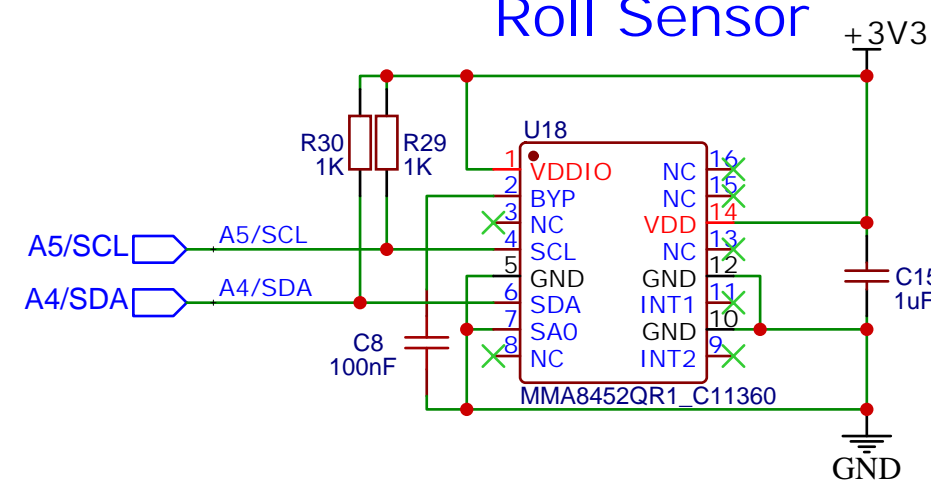 Roll Sensor
+3V3
U18
R30
1K
R29
1K
1
VDDIO
2
BYP
3
NC
4
SCL
5
GND
6
SDA
7
SA0
8
NC
16
NC
15
NC
14
VDD
13
NC
12
GND
11
INT1
10
GND
9
INT2
A5/SCL
A5/SCL
A4/SDA
A4/SDA
C8
100nF
C15
1uF
MMA8452QR1_C11360
GND